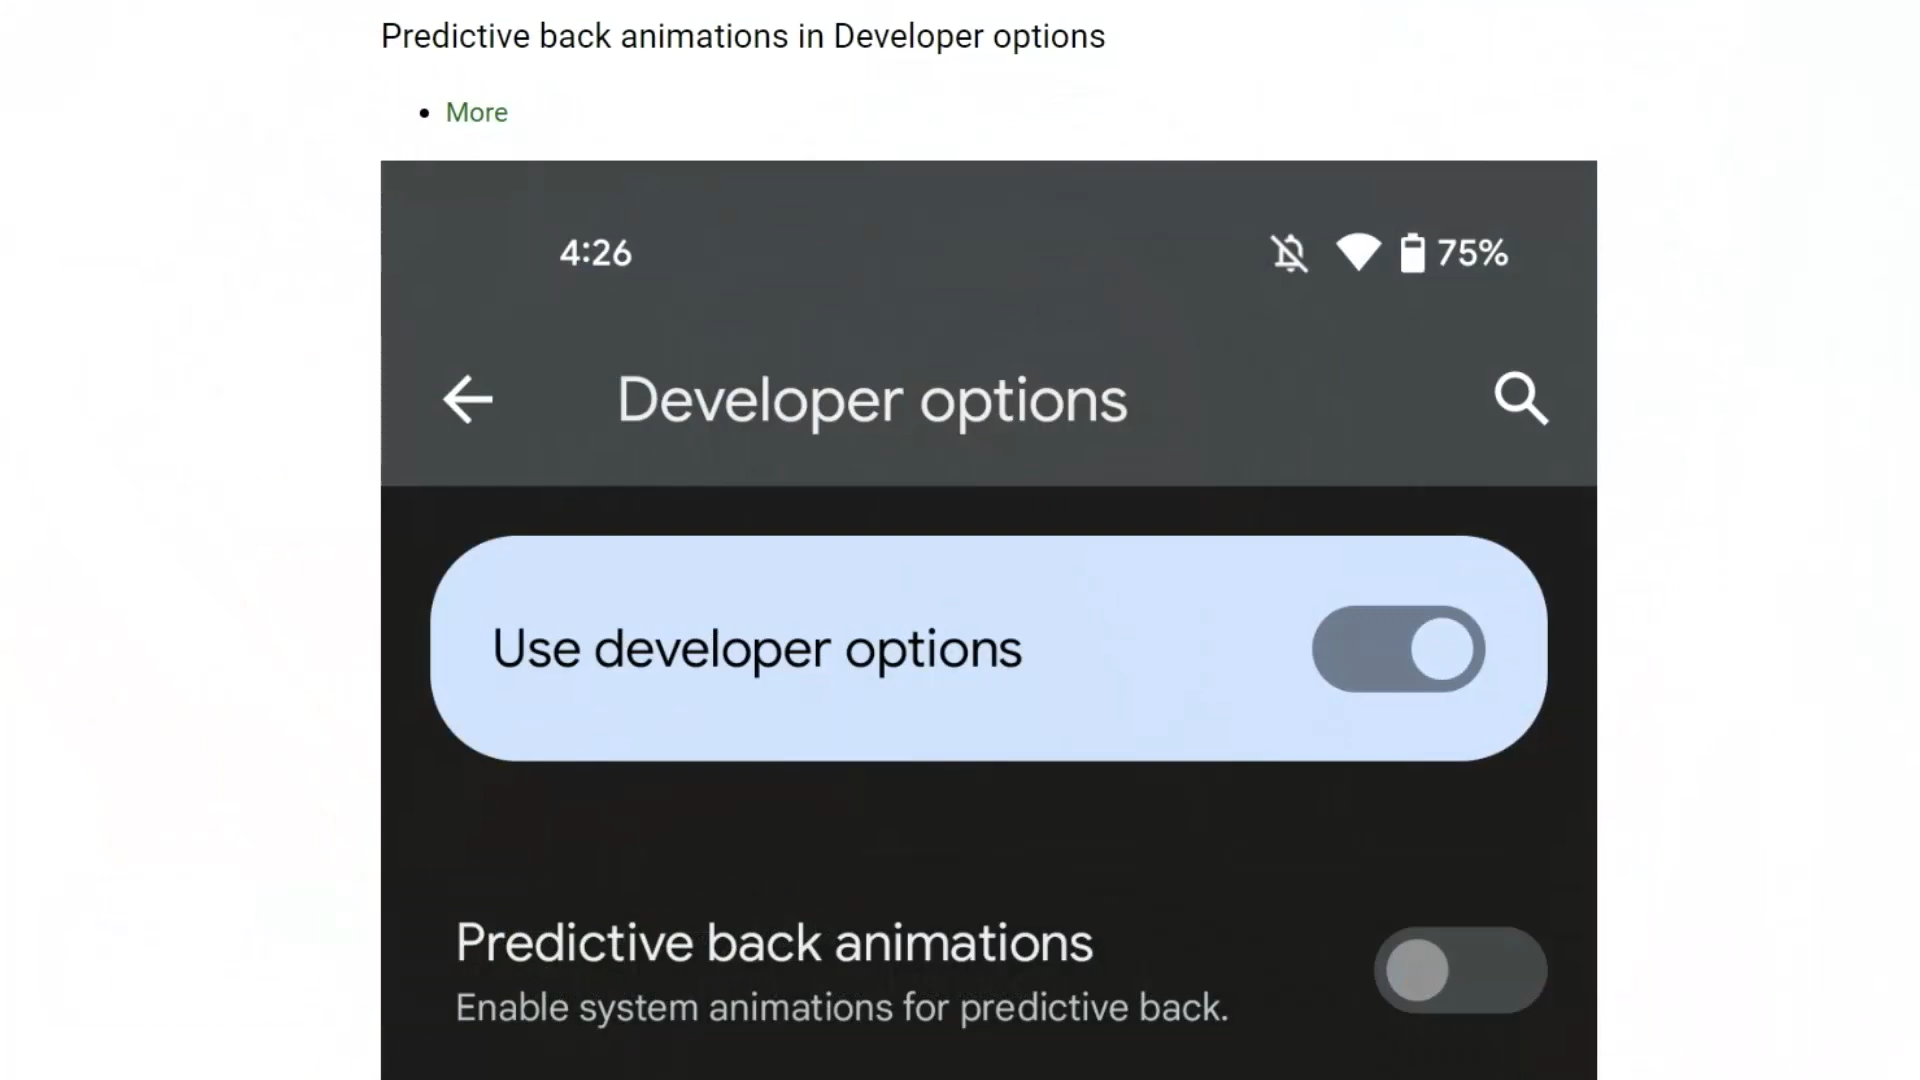 Predictive back animations in Developer options
More
4:26 75%
Developer options
Use developer options
Predictive back animations
Enable system animations for predictive back.